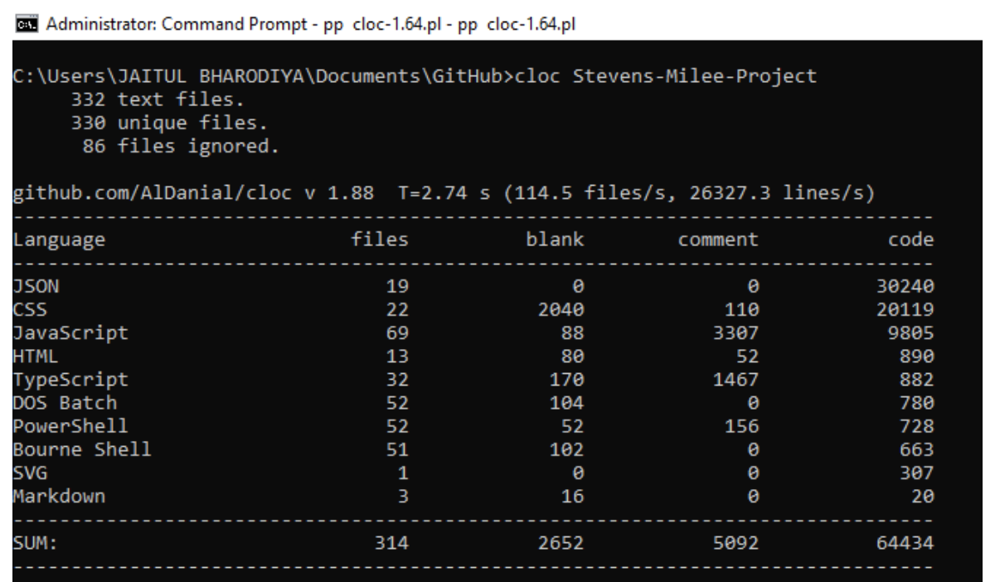 Administrator: Command Prompt - pp cloc-1.64.pl - pp cloc-1.64.pl
C:\Users\JAITUL BHARODIYA\Documents\GitHub>cloc Stevens-Milee-Project
332 text files.
330 unique files.
86 files ignored.
github.com/AlDanial/cloc v 1.88 T=2.74 s (114.5 files/s, 26327.3 lines/s)
-------------------------------------------------------------------------------
Language files blank comment code
-------------------------------------------------------------------------------
JSON 19 0 0 30240
CSS 22 2040 110 20119
JavaScript 69 88 3307 9805
HTML 13 80 52 890
TypeScript 32 170 1467 882
DOS Batch 52 104 0 780
PowerShell 52 52 156 728
Bourne Shell 51 102 0 663
SVG 1 0 0 307
Markdown 3 16 0 20
-------------------------------------------------------------------------------
SUM: 314 2652 5092 64434
-------------------------------------------------------------------------------